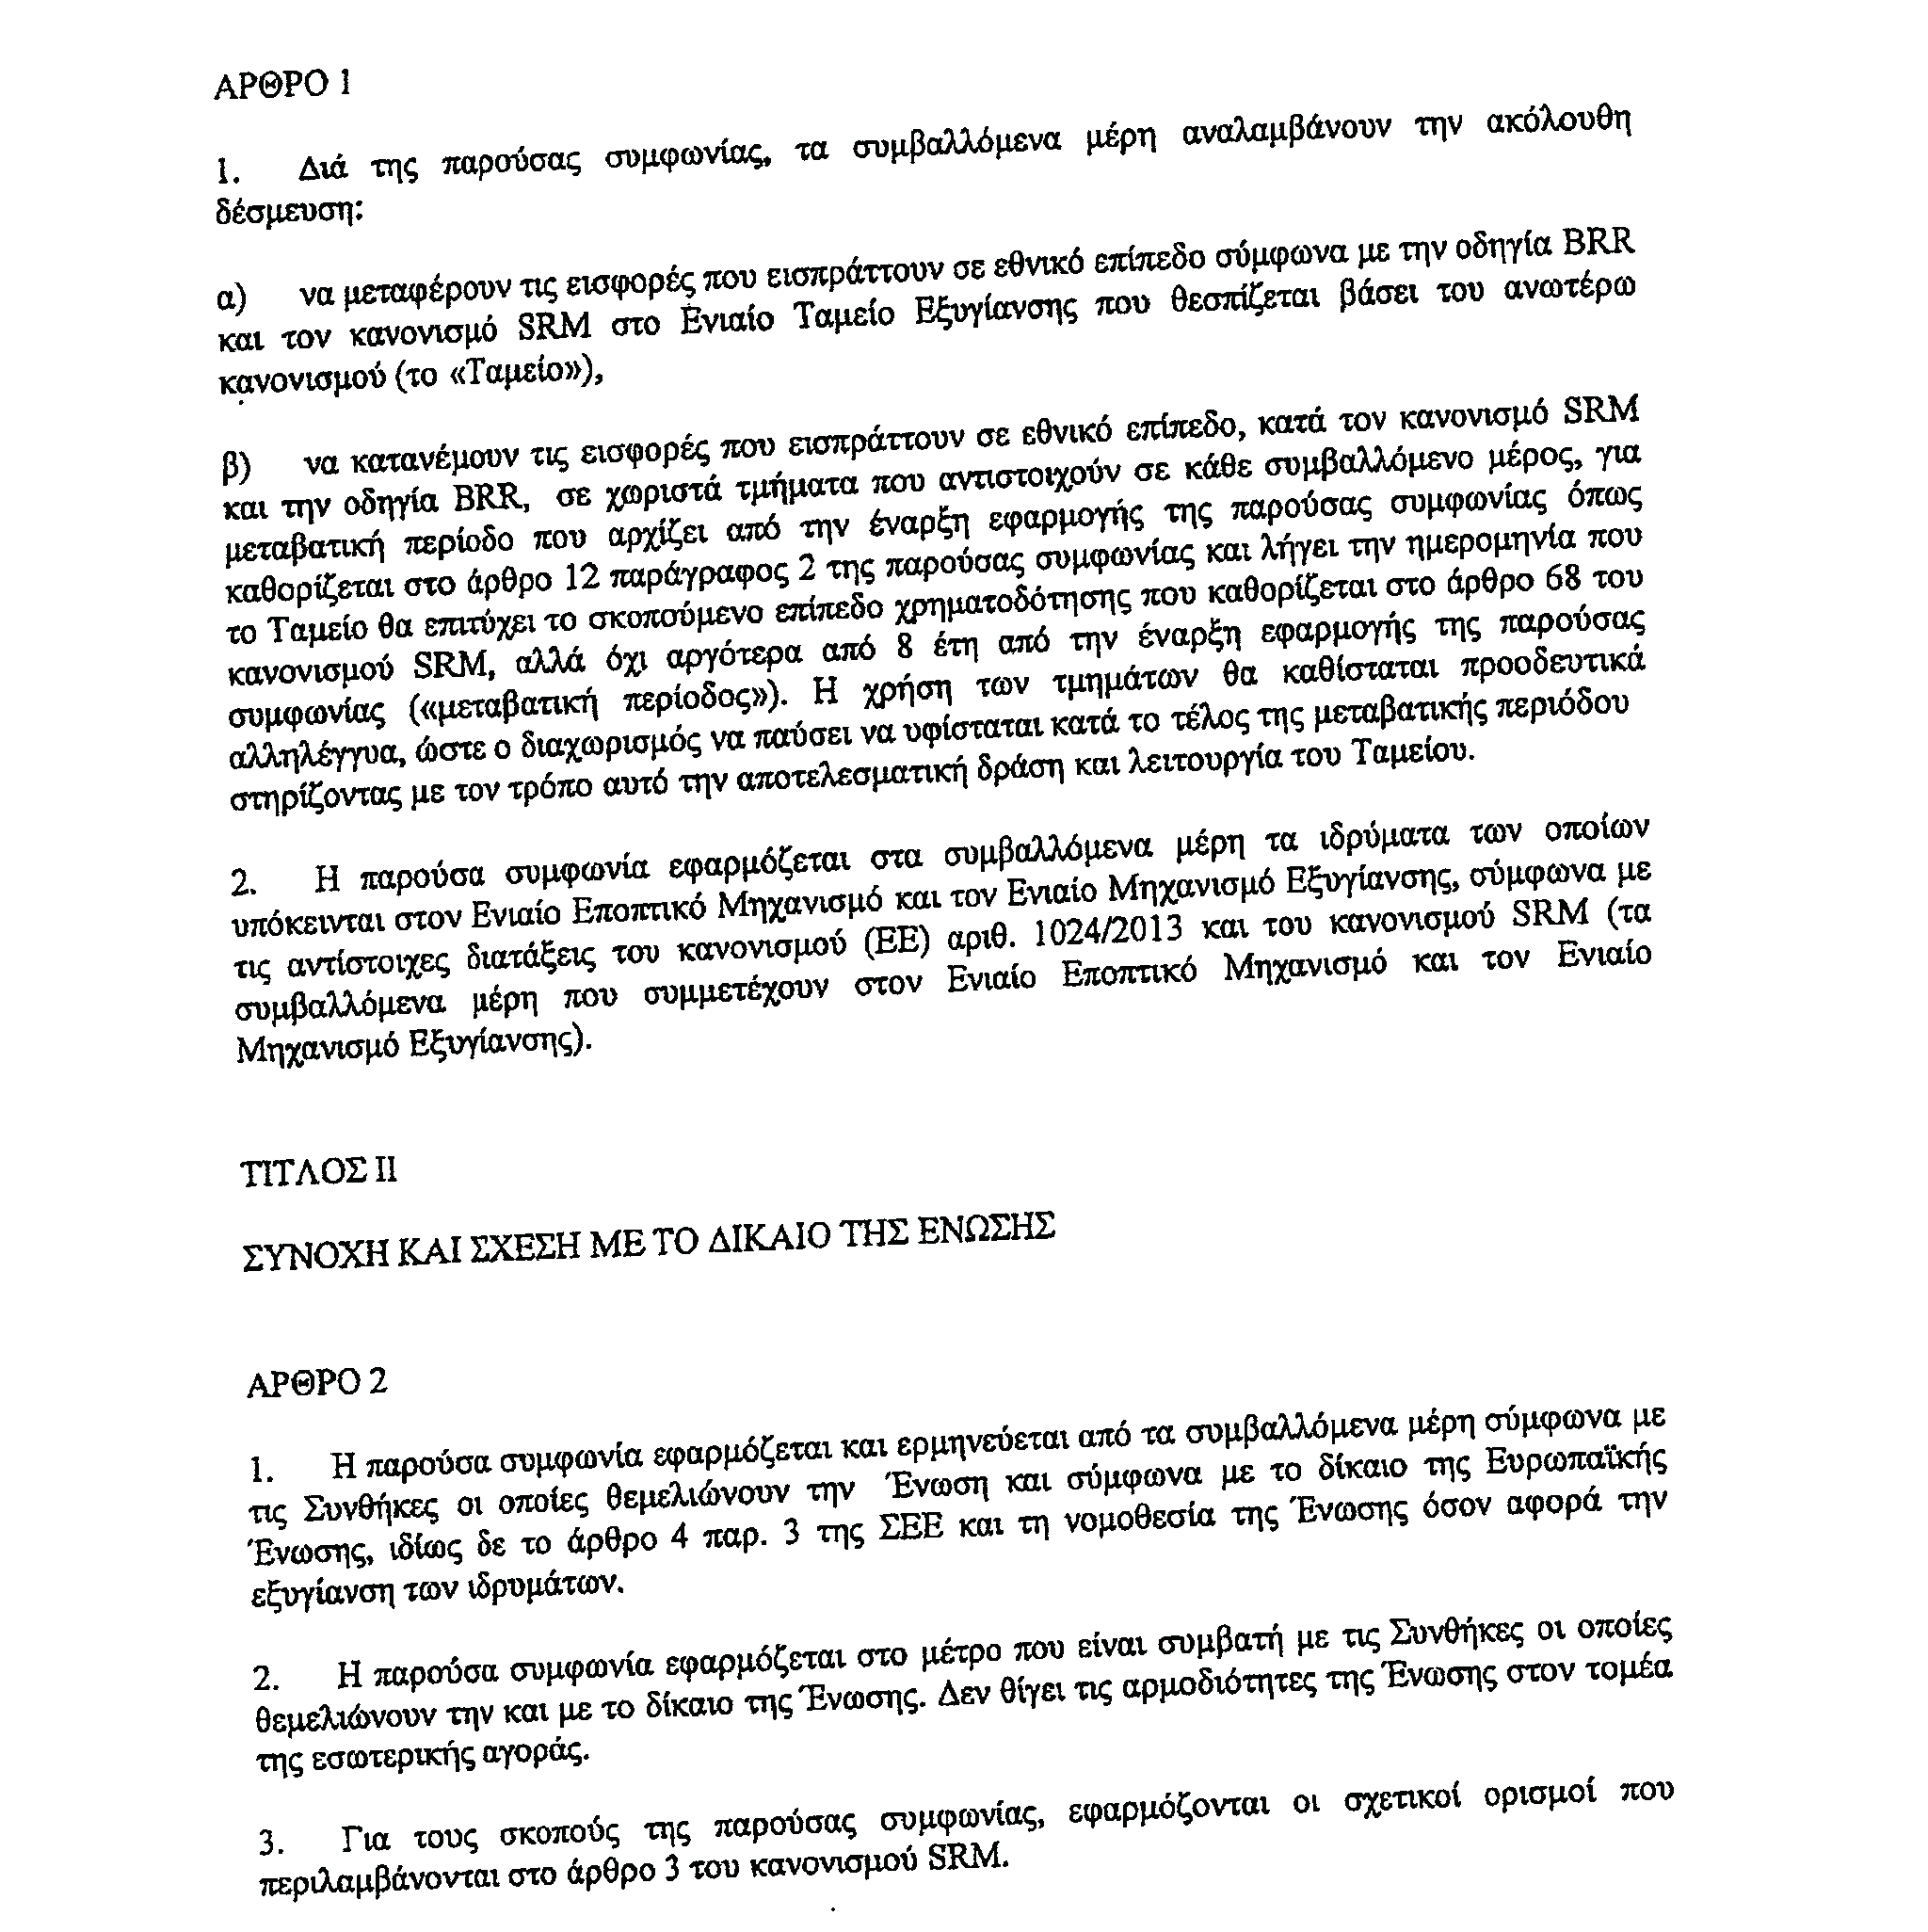 ΑΡΘΡΟ 1
1. Διά της παρούσας συμφωνίας, τα συμβαλλόμενα μέρη αναλαμβάνουν την ακόλουθη
δέσμευση:
α) να μεταφέρουν τις εισφορές που εισπράττουν σε εθνικό επίπεδο σύμφωνα με την οδηγία BRR
και τον κανονισμό SRM στο Ενιαίο Ταμείο Εξυγίανσης που θεσπίζεται βάσει του ανωτέρω
κανονισμού (το «Ταμείο»),
β) να κατανέμουν τις εισφορές που εισπράττουν σε εθνικό επίπεδο, κατά τον κανονισμό SRM
και την οδηγία BRR, σε χωριστά τμήματα που αντιστοιχούν σε κάθε συμβαλλόμενο μέρος, για
μεταβατική περίοδο που αρχίζει από την έναρξη εφαρμογής της παρούσας συμφωνίας όπως
καθορίζεται στο άρθρο 12 παράγραφος 2 της παρούσας συμφωνίας και λήγει την ημερομηνία που
το Ταμείο θα επιτύχει το σκοπούμενο επίπεδο χρηματοδότησης που καθορίζεται στο άρθρο 68 του
κανονισμού SRM, αλλά όχι αργότερα από 8 έτη από την έναρξη εφαρμογής της παρούσας
συμφωνίας («μεταβατική περίοδος»). Η χρήση των τμημάτων θα καθίσταται προοδευτικά
αλληλέγγυα, ώστε ο διαχωρισμός να παύσει να υφίσταται κατά το τέλος της μεταβατικής περιόδου
στηρίζοντας με τον τρόπο αυτό την αποτελεσματική δράση και λειτουργία του Ταμείου.
2. Η παρούσα συμφωνία εφαρμόζεται στα συμβαλλόμενα μέρη τα ιδρύματα των οποίων
υπόκεινται στον Ενιαίο Εποπτικό Μηχανισμό και τον Ενιαίο Μηχανισμό Εξυγίανσης, σύμφωνα με
τις αντίστοιχες διατάξεις του κανονισμού (ΕΕ) αριθ. 1024/2013 και του κανονισμού SRM (τα
συμβαλλόμενα μέρη που συμμετέχουν στον Ενιαίο Εποπτικό Μηχανισμό και τον Ενιαίο
Μηχανισμό Εξυγίανσης).
ΤΙΤΛΟΣ ΙΙ
ΣΥΝΟΧΗ ΚΑΙ ΣΧΕΣΗ ΜΕ ΤΟ ΔΙΚΑΙΟ ΤΗΣ ΕΝΩΣΗΣ
ΑΡΘΡΟ 2
1. Η παρούσα συμφωνία εφαρμόζεται και ερμηνεύεται από τα συμβαλλόμενα μέρη σύμφωνα με
τις Συνθήκες οι οποίες θεμελιώνουν την Ένωση και σύμφωνα με το δίκαιο της Ευρωπαϊκής
Ένωσης, ιδίως δε το άρθρο 4 παρ. 3 της ΣΕΕ και τη νομοθεσία της Ένωσης όσον αφορά την
εξυγίανση των ιδρυμάτων.
2. Η παρούσα συμφωνία εφαρμόζεται στο μέτρο που είναι συμβατή με τις Συνθήκες οι οποίες
θεμελιώνουν την και με το δίκαιο της Ένωσης. Δεν θίγει τις αρμοδιότητες της Ένωσης στον τομέα
της εσωτερικής αγοράς.
3. Για τους σκοπούς της παρούσας συμφωνίας, εφαρμόζονται οι σχετικοί ορισμοί που
περιλαμβάνονται στο άρθρο 3 του κανονισμού SRM.